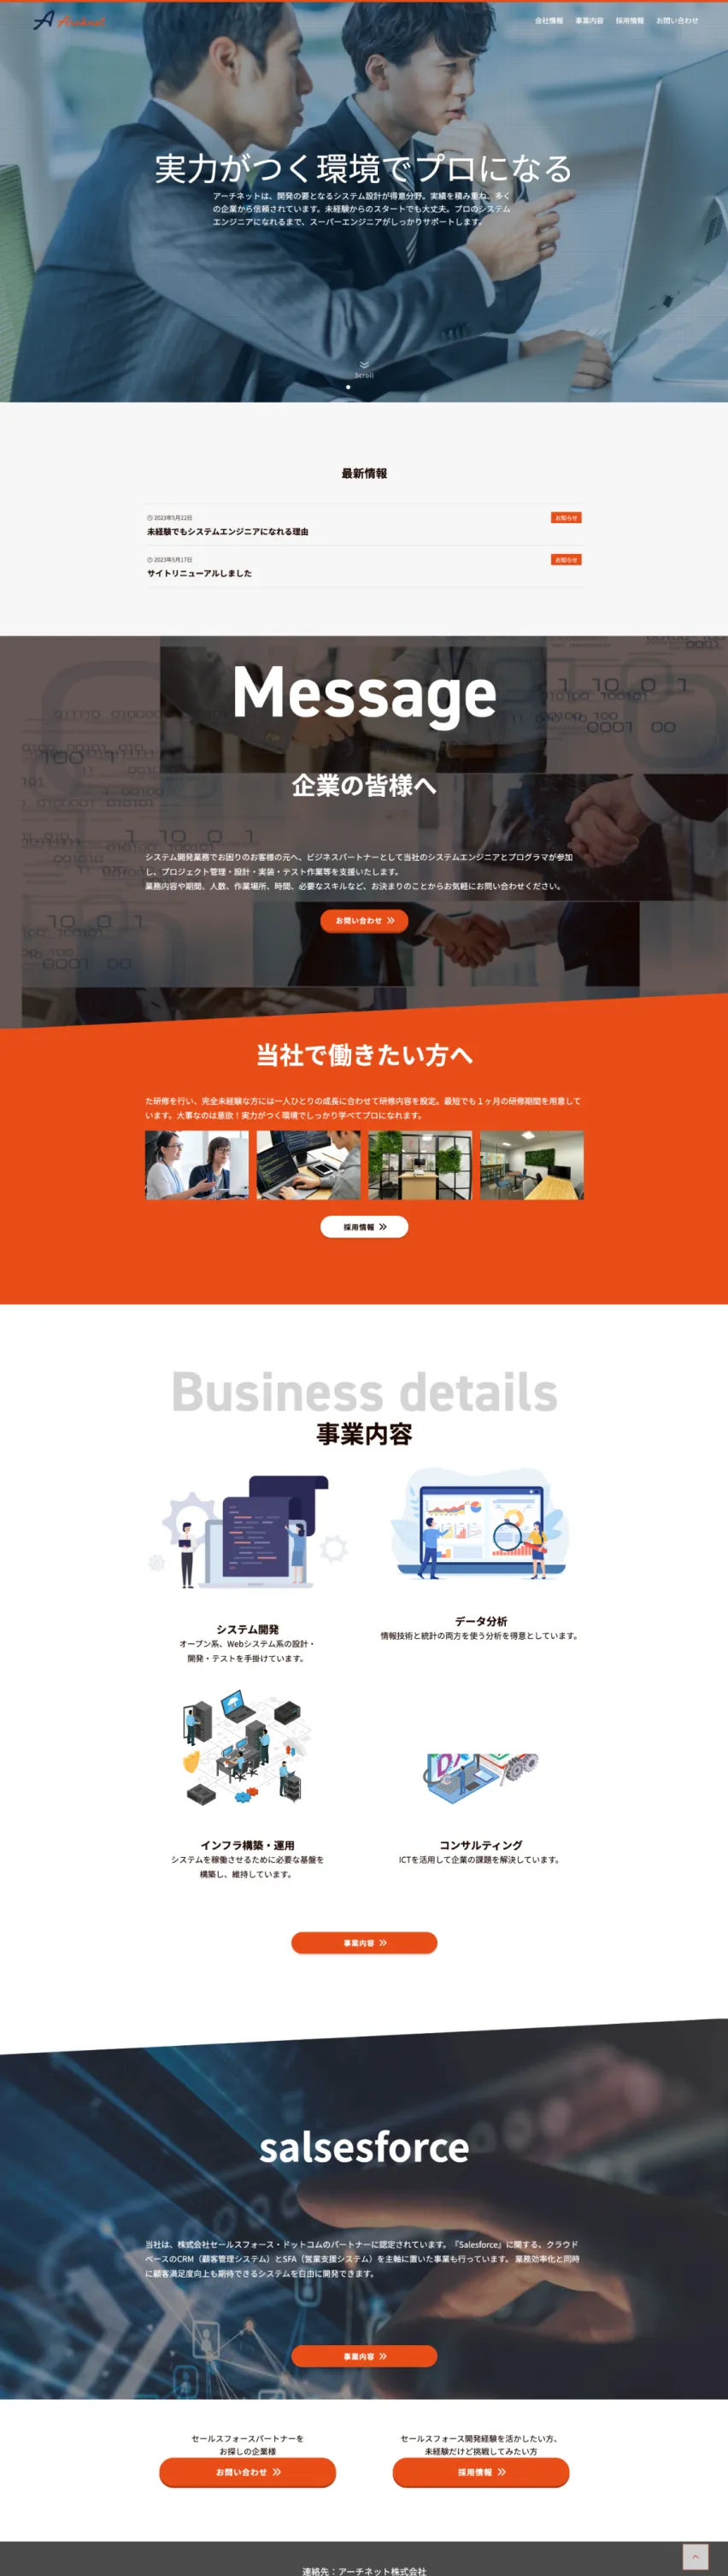 A Archnet
会社情報 事業内容 採用情報 お問い合わせ
実力がつく環境でプロになる
アーチネットは、開発の要となるシステム設計が得意分野。実績を積み重ね、多く
の企業から信頼されています。未経験からのスタートでも大丈夫。プロのシステム
エンジニアになれるまで、スーパーエンジニアがしっかりサポートします。
Scroll
最新情報
2023年5月22日 お知らせ
未経験でもシステムエンジニアになれる理由
2023年5月17日 お知らせ
サイトリニューアルしました
Message
企業の皆様へ
システム開発業務でお困りのお客様の元へ、ビジネスパートナーとして当社のシステムエンジニアとプログラマが参加
し、プロジェクト管理・設計・実装・テスト作業等を支援いたします。
業務内容や期間、人数、作業場所、時間、必要なスキルなど、お決まりのことからお気軽にお問い合わせください。
お問い合わせ
当社で働きたい方へ
た研修を行い、完全未経験な方には一人ひとりの成長に合わせて研修内容を設定。最短でも１ヶ月の研修期間を用意して
います。大事なのは意欲！実力がつく環境でしっかり学べてプロになれます。
採用情報
Business details
事業内容
システム開発
オープン系、Webシステム系の設計・
開発・テストを手掛けています。
データ分析
情報技術と統計の両方を使う分析を得意としています。
インフラ構築・運用
システムを稼働させるために必要な基盤を
構築し、維持しています。
コンサルティング
ICTを活用して企業の課題を解決しています。
事業内容
salsesforce
当社は、株式会社セールスフォース・ドットコムのパートナーに認定されています。『Salesforce』に関する、クラウド
ベースのCRM（顧客管理システム）とSFA（営業支援システム）を主軸に置いた事業も行っています。 業務効率化と同時
に顧客満足度向上も期待できるシステムを自由に開発できます。
事業内容
セールスフォースパートナーを
お探しの企業様
お問い合わせ
セールスフォース開発経験を活かしたい方、
未経験だけど挑戦してみたい方
採用情報
連絡先：アーチネット株式会社